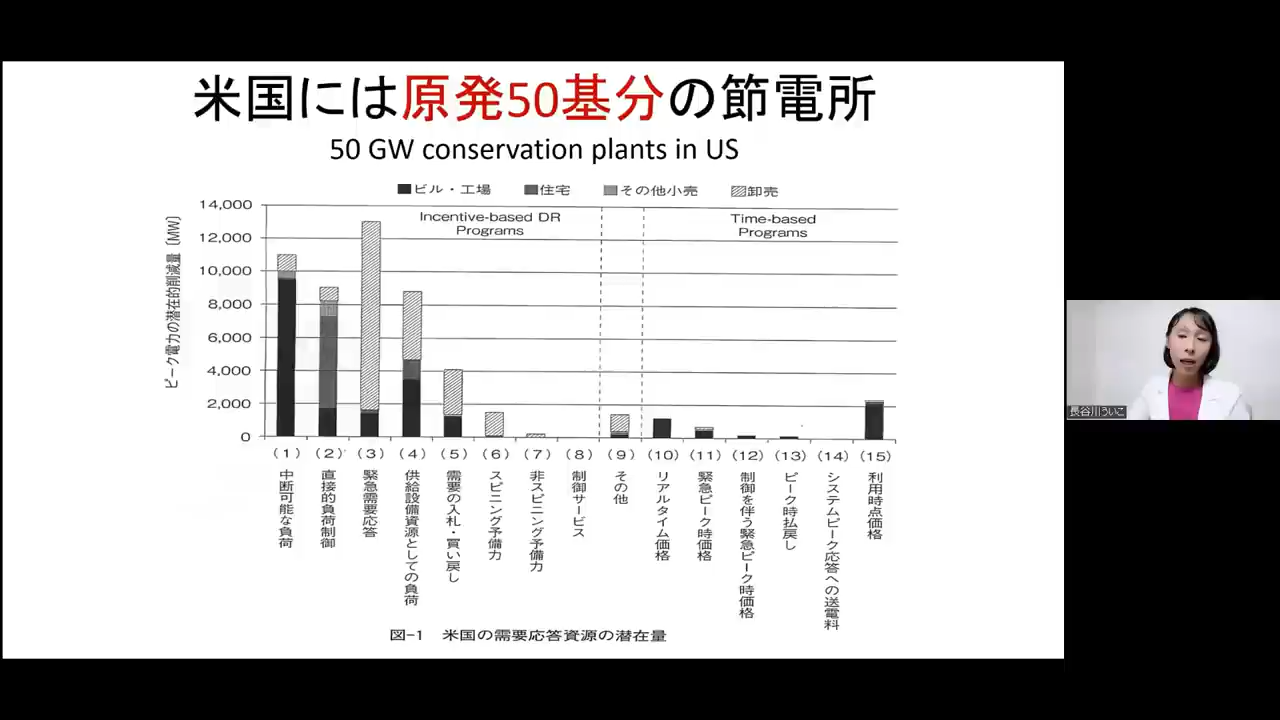 米国には原発50基分の節電所
50 GW conservation plants in US
ビル・工場 住宅 その他小売 卸売
ピーク電力の潜在的削減量〔MW〕
14,000
12,000
10,000
8,000
6,000
4,000
2,000
0
Incentive-based DR
Programs
Time-based
Programs
(1) (2) (3) (4) (5) (6) (7) (8) (9) (10) (11) (12) (13) (14) (15)
中断可能な負荷
直接的負荷制御
緊急需要応答
供給設備資源としての負荷
需要の入札・買い戻し
スピニング予備力
非スピニング予備力
制御サービス
その他
リアルタイム価格
緊急ピーク時価格
制御を伴う緊急ピーク時価格
ピーク時払戻し
システムピーク応答への送電料
利用時点価格
図-1 米国の需要応答資源の潜在量
長谷川ういこ